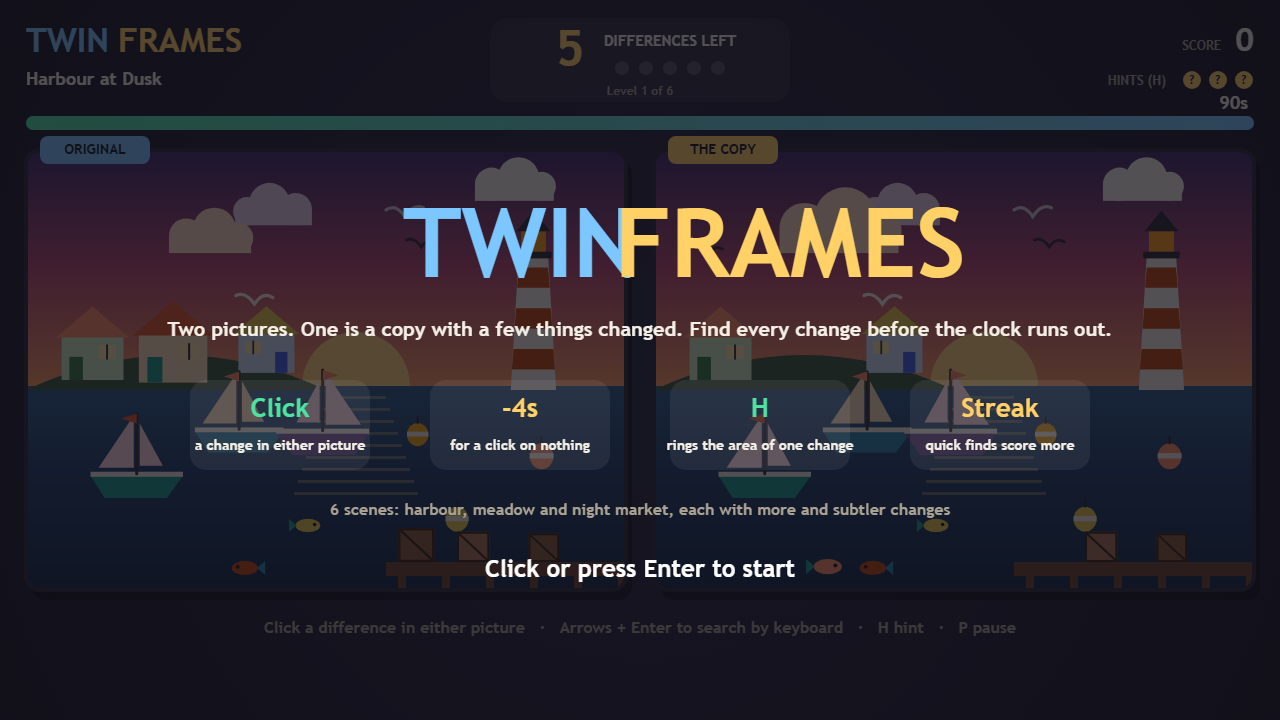 TWIN FRAMES
Harbour at Dusk
5 DIFFERENCES LEFT
Level 1 of 6
SCORE 0
HINTS (H) ? ? ?
90s
ORIGINAL
THE COPY
TWIN FRAMES
Two pictures. One is a copy with a few things changed. Find every change before the clock runs out.
Click
a change in either picture
-4s
for a click on nothing
H
rings the area of one change
Streak
quick finds score more
6 scenes: harbour, meadow and night market, each with more and subtler changes
Click or press Enter to start
Click a difference in either picture · Arrows + Enter to search by keyboard · H hint · P pause